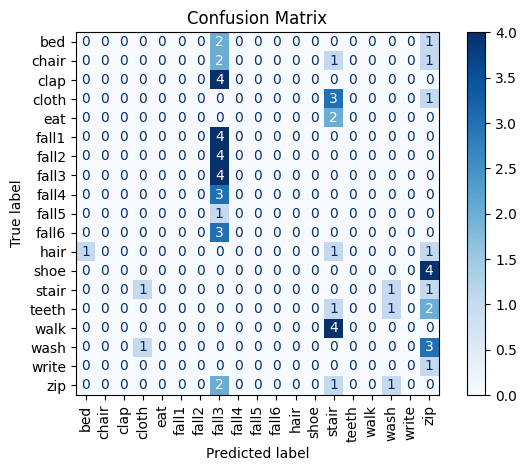 Confusion Matrix
bed 0 0 0 0 0 0 0 2 0 0 0 0 0 0 0 0 0 0 1
chair 0 0 0 0 0 0 0 2 0 0 0 0 0 1 0 0 0 0 1
clap 0 0 0 0 0 0 0 4 0 0 0 0 0 0 0 0 0 0 0
cloth 0 0 0 0 0 0 0 0 0 0 0 0 0 3 0 0 0 0 1
eat 0 0 0 0 0 0 0 0 0 0 0 0 0 2 0 0 0 0 0
fall1 0 0 0 0 0 0 0 4 0 0 0 0 0 0 0 0 0 0 0
fall2 0 0 0 0 0 0 0 4 0 0 0 0 0 0 0 0 0 0 0
fall3 0 0 0 0 0 0 0 4 0 0 0 0 0 0 0 0 0 0 0
fall4 0 0 0 0 0 0 0 3 0 0 0 0 0 0 0 0 0 0 0
fall5 0 0 0 0 0 0 0 1 0 0 0 0 0 0 0 0 0 0 0
fall6 0 0 0 0 0 0 0 3 0 0 0 0 0 0 0 0 0 0 0
hair 1 0 0 0 0 0 0 0 0 0 0 0 0 1 0 0 0 0 1
shoe 0 0 0 0 0 0 0 0 0 0 0 0 0 0 0 0 0 0 4
stair 0 0 0 1 0 0 0 0 0 0 0 0 0 0 0 0 1 0 1
teeth 0 0 0 0 0 0 0 0 0 0 0 0 0 1 0 0 1 0 2
walk 0 0 0 0 0 0 0 0 0 0 0 0 0 4 0 0 0 0 0
wash 0 0 0 1 0 0 0 0 0 0 0 0 0 0 0 0 0 0 3
write 0 0 0 0 0 0 0 0 0 0 0 0 0 0 0 0 0 0 1
zip 0 0 0 0 0 0 0 2 0 0 0 0 0 1 0 0 1 0 0
True label
bed chair clap cloth eat fall1 fall2 fall3 fall4 fall5 fall6 hair shoe stair teeth walk wash write zip
Predicted label
4.0
3.5
3.0
2.5
2.0
1.5
1.0
0.5
0.0